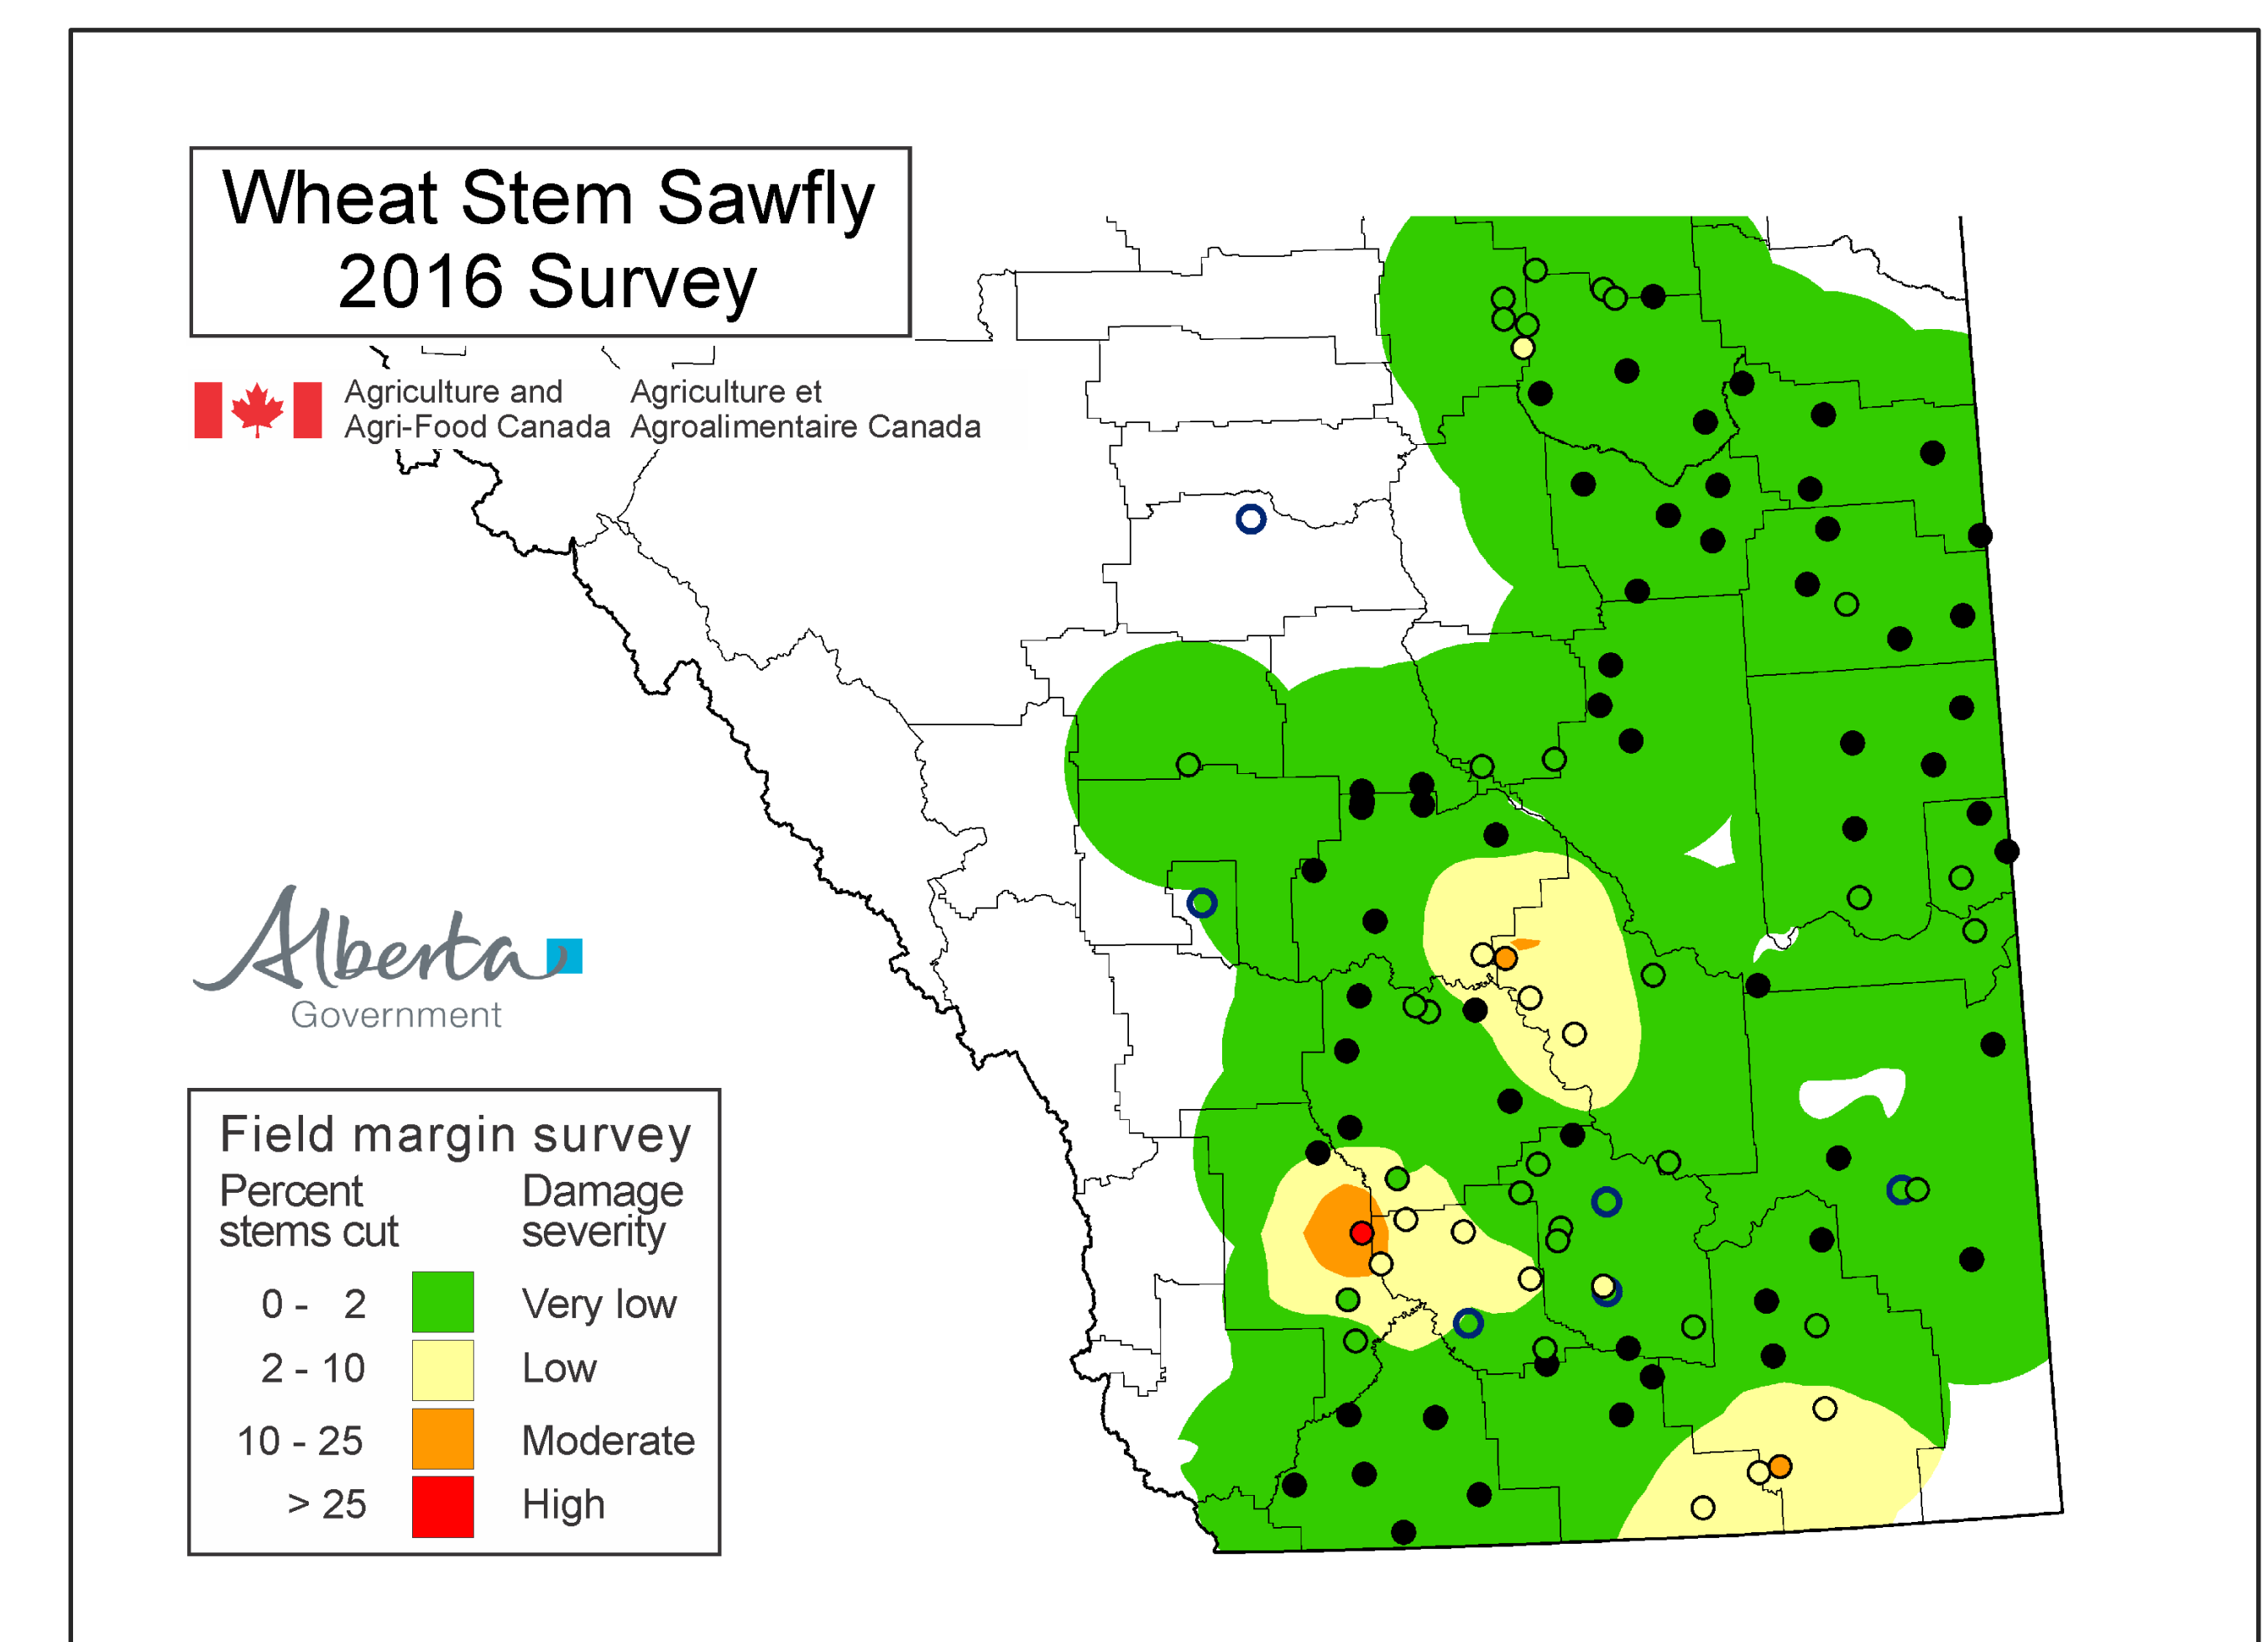 Wheat Stem Sawfly
2016 Survey
Agriculture and Agriculture et
Agri-Food Canada Agroalimentaire Canada
Alberta
Government
Field margin survey
Percent Damage
stems cut severity
0 - 2 Very low
2 - 10 Low
10 - 25 Moderate
> 25 High